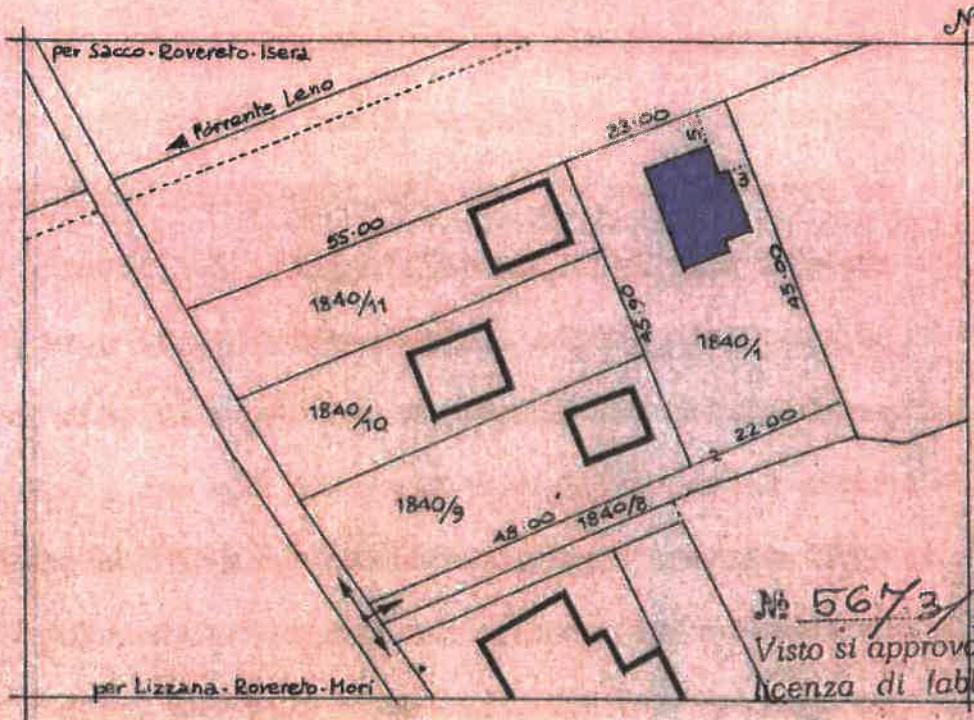 N
per Sacco - Rovereto - Isera
Torrente Leno
23.00
5.
3.
55.00
1840/11
45.90
45.00
1840/1
1840/10
22.00
2
1840/9
48.00
1840/8
№ 567/3/
Visto si approva
licenza di fab
per Lizzana - Rovereto - Mori